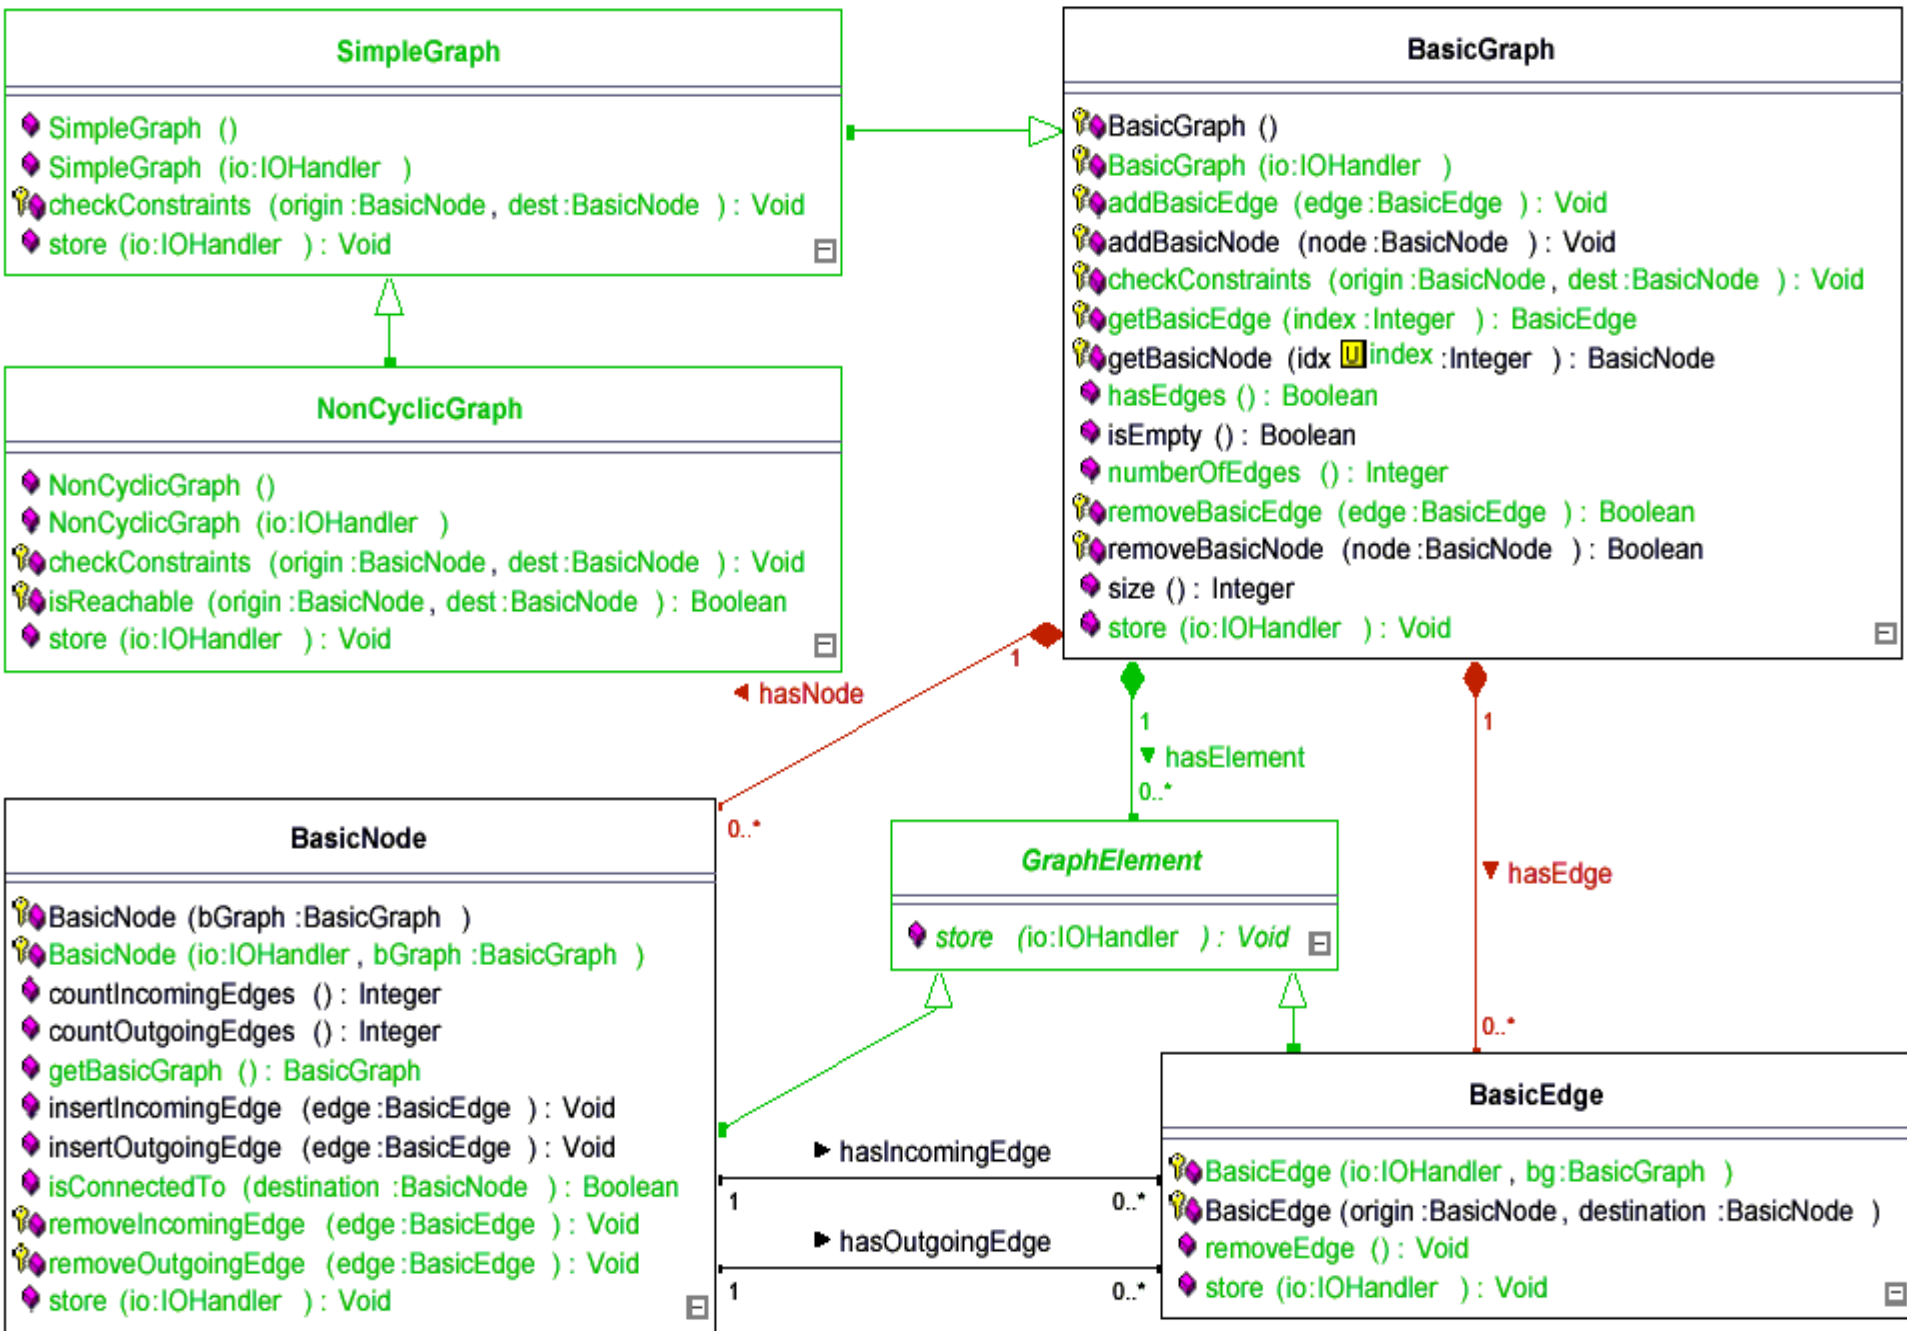 SimpleGraph
SimpleGraph ()
SimpleGraph (io:IOHandler )
checkConstraints (origin:BasicNode, dest:BasicNode ) : Void
store (io:IOHandler ) : Void
BasicGraph
BasicGraph ()
BasicGraph (io:IOHandler )
addBasicEdge (edge:BasicEdge ) : Void
addBasicNode (node:BasicNode ) : Void
checkConstraints (origin:BasicNode, dest:BasicNode ) : Void
getBasicEdge (index:Integer ) : BasicEdge
getBasicNode (idx U index :Integer ) : BasicNode
hasEdges () : Boolean
isEmpty () : Boolean
numberOfEdges () : Integer
removeBasicEdge (edge:BasicEdge ) : Boolean
removeBasicNode (node:BasicNode ) : Boolean
size () : Integer
store (io:IOHandler ) : Void
NonCyclicGraph
NonCyclicGraph ()
NonCyclicGraph (io:IOHandler )
checkConstraints (origin:BasicNode, dest:BasicNode ) : Void
isReachable (origin:BasicNode, dest:BasicNode ) : Boolean
store (io:IOHandler ) : Void
1
hasNode
0..*
1
hasElement
0..*
1
hasEdge
0..*
BasicNode
BasicNode (bGraph :BasicGraph )
BasicNode (io:IOHandler , bGraph :BasicGraph )
countIncomingEdges () : Integer
countOutgoingEdges () : Integer
getBasicGraph () : BasicGraph
insertIncomingEdge (edge:BasicEdge ) : Void
insertOutgoingEdge (edge:BasicEdge ) : Void
isConnectedTo (destination :BasicNode ) : Boolean
removeIncomingEdge (edge:BasicEdge ) : Void
removeOutgoingEdge (edge:BasicEdge ) : Void
store (io:IOHandler ) : Void
GraphElement
store (io:IOHandler ) : Void
hasIncomingEdge
1 0..*
hasOutgoingEdge
1 0..*
BasicEdge
BasicEdge (io:IOHandler , bg:BasicGraph )
BasicEdge (origin:BasicNode, destination :BasicNode )
removeEdge () : Void
store (io:IOHandler ) : Void